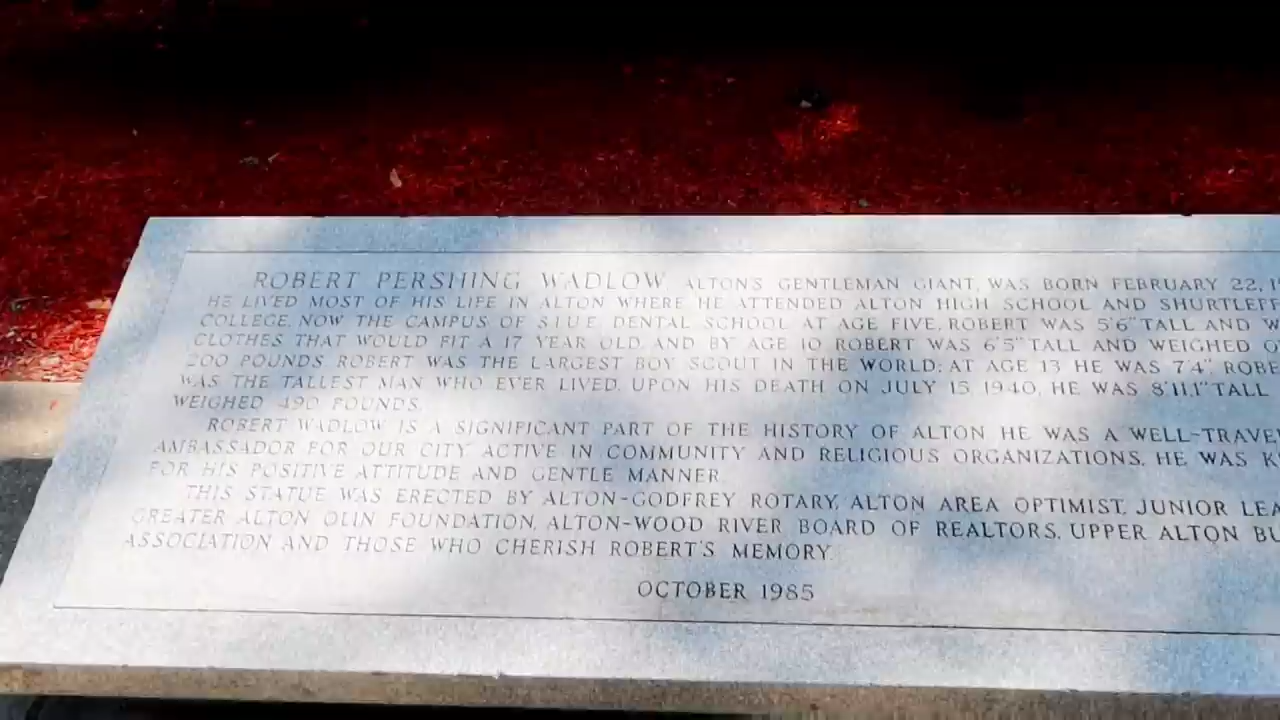 ROBERT PERSHING WADLOW, ALTON'S GENTLEMAN GIANT, WAS BORN FEBRUARY 22,
HE LIVED MOST OF HIS LIFE IN ALTON WHERE HE ATTENDED ALTON HIGH SCHOOL AND SHURTLEFF
COLLEGE, NOW THE CAMPUS OF S.I.U.E. DENTAL SCHOOL. AT AGE FIVE, ROBERT WAS 5'6" TALL AND
CLOTHES THAT WOULD FIT A 17 YEAR OLD, AND BY AGE 10 ROBERT WAS 6'5" TALL AND WEIGHED
200 POUNDS. ROBERT WAS THE LARGEST BOY SCOUT IN THE WORLD; AT AGE 13 HE WAS 7'4".
WAS THE TALLEST MAN WHO EVER LIVED. UPON HIS DEATH ON JULY 15, 1940, HE WAS 8'11.1" TALL
WEIGHED 490 POUNDS.
ROBERT WADLOW IS A SIGNIFICANT PART OF THE HISTORY OF ALTON. HE WAS A
AMBASSADOR FOR OUR CITY. ACTIVE IN COMMUNITY AND RELIGIOUS ORGANIZATIONS, HE WAS
FOR HIS POSITIVE ATTITUDE AND GENTLE MANNER.
THIS STATUE WAS ERECTED BY ALTON-GODFREY ROTARY, ALTON AREA OPTIMIST, JUNIOR
GREATER ALTON, OLIN FOUNDATION, ALTON-WOOD RIVER BOARD OF REALTORS, UPPER ALTON
ASSOCIATION AND THOSE WHO CHERISH ROBERT'S MEMORY.
OCTOBER 1985